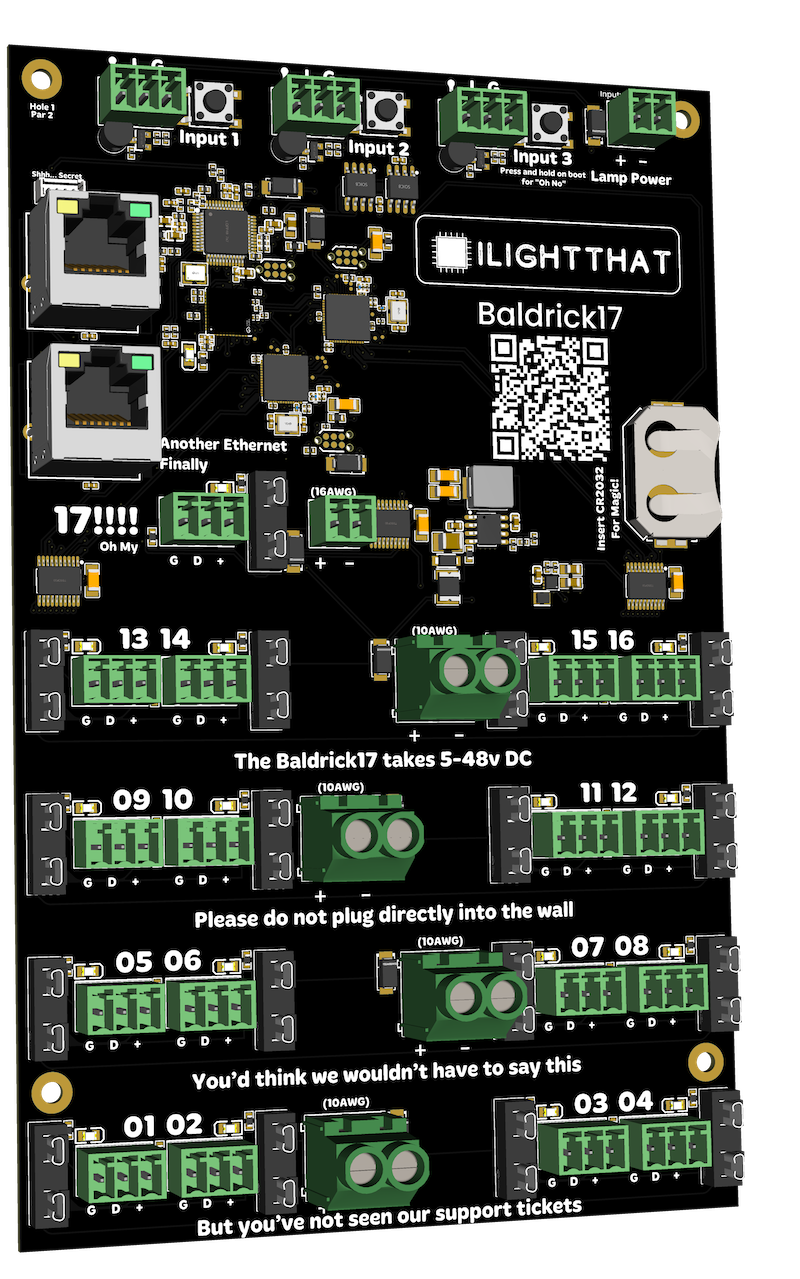 Hole 1
Par 2
Input 1
Input 2
Input 3
Press and hold on boot
for "Oh No"
Input
+ -
Lamp Power
Shhh... Secret
ILIGHTTHAT
Baldrick17
Another Ethernet
Finally
Insert CR2032
For Magic!
17!!!!
Oh My
G D +
(16AWG)
+ -
13 14
G D + G D +
(10AWG)
+ -
15 16
G D + G D +
The Baldrick17 takes 5-48v DC
09 10
G D + G D +
(10AWG)
+ -
11 12
G D + G D +
Please do not plug directly into the wall
05 06
G D + G D +
(10AWG)
+ -
07 08
G D + G D +
You'd think we wouldn't have to say this
01 02
G D + G D +
(10AWG)
03 04
G D + G D +
But you've not seen our support tickets